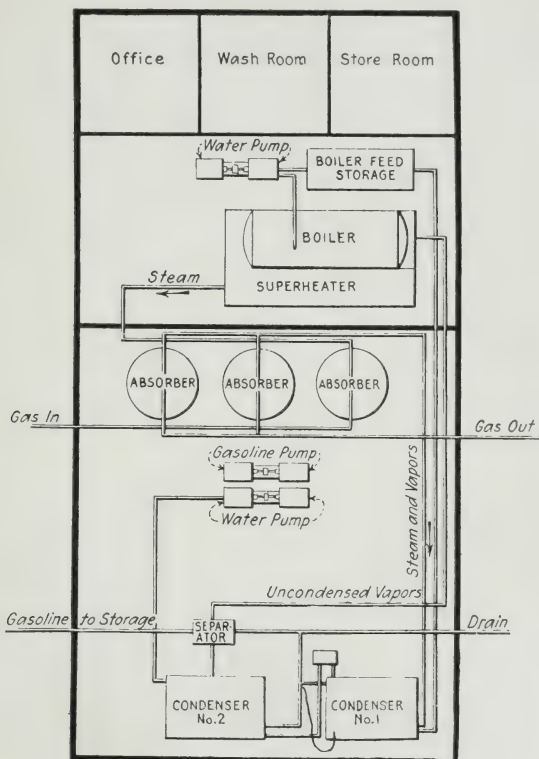 Office
Wash Room
Store Room
Water Pump
BOILER FEED
STORAGE
BOILER
SUPERHEATER
Steam
ABSORBER
ABSORBER
ABSORBER
Gas In
Gas Out
Gasoline Pump
Water Pump
Steam and Vapors
Uncondensed Vapors
Gasoline to Storage
SEPAR-
ATOR
Drain
CONDENSER
No.2
CONDENSER
No.1